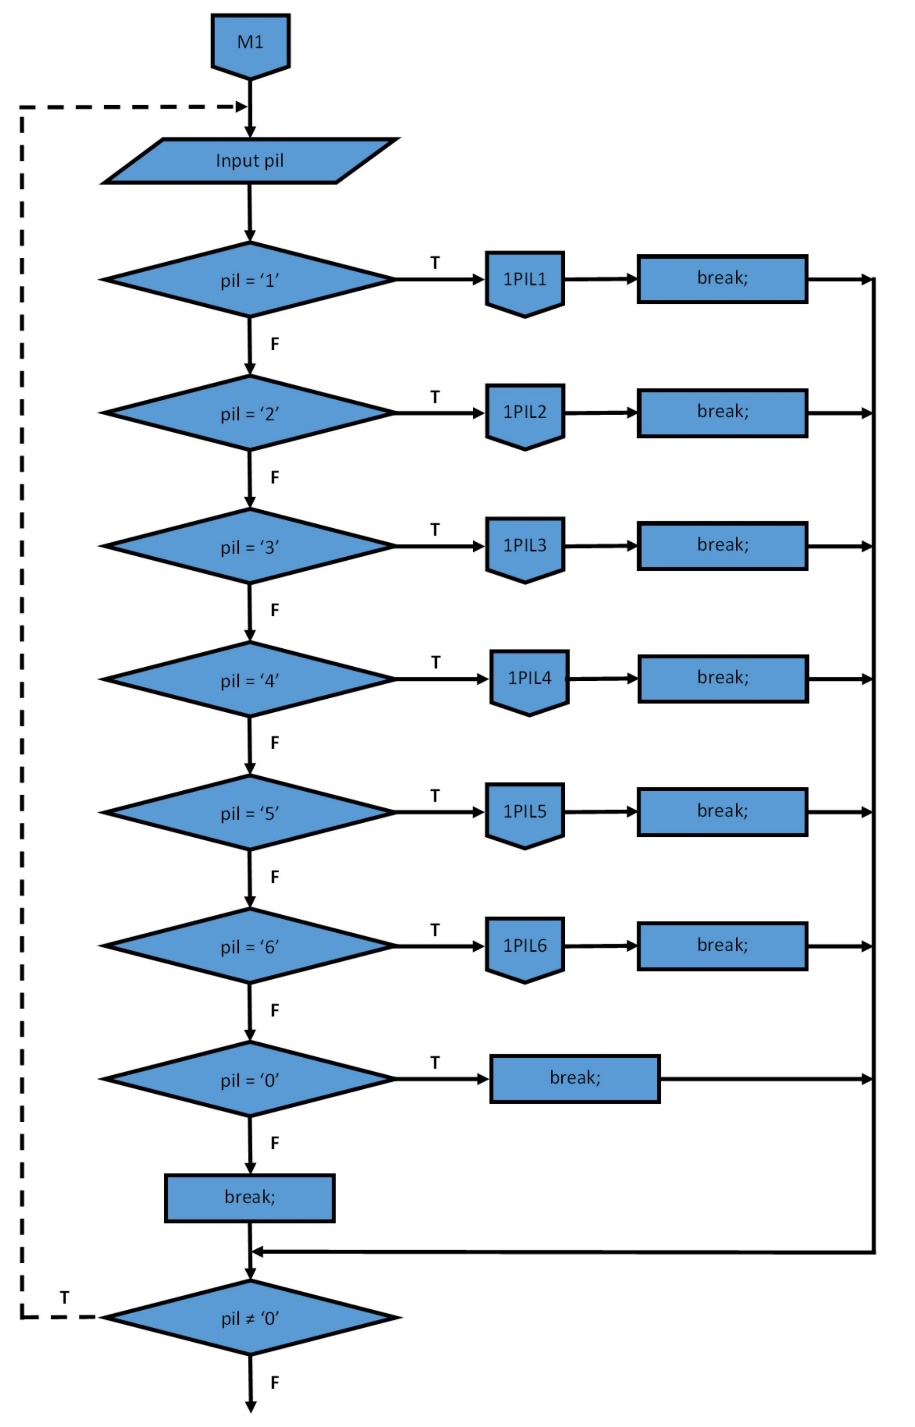 M1
Input pil
pil = ‘1’
T
1PIL1
break;
F
pil = ‘2’
T
1PIL2
break;
F
pil = ‘3’
T
1PIL3
break;
F
pil = ‘4’
T
1PIL4
break;
F
pil = ‘5’
T
1PIL5
break;
F
pil = ‘6’
T
1PIL6
break;
F
pil = ‘0’
T
break;
F
break;
T
pil ≠ ‘0’
F